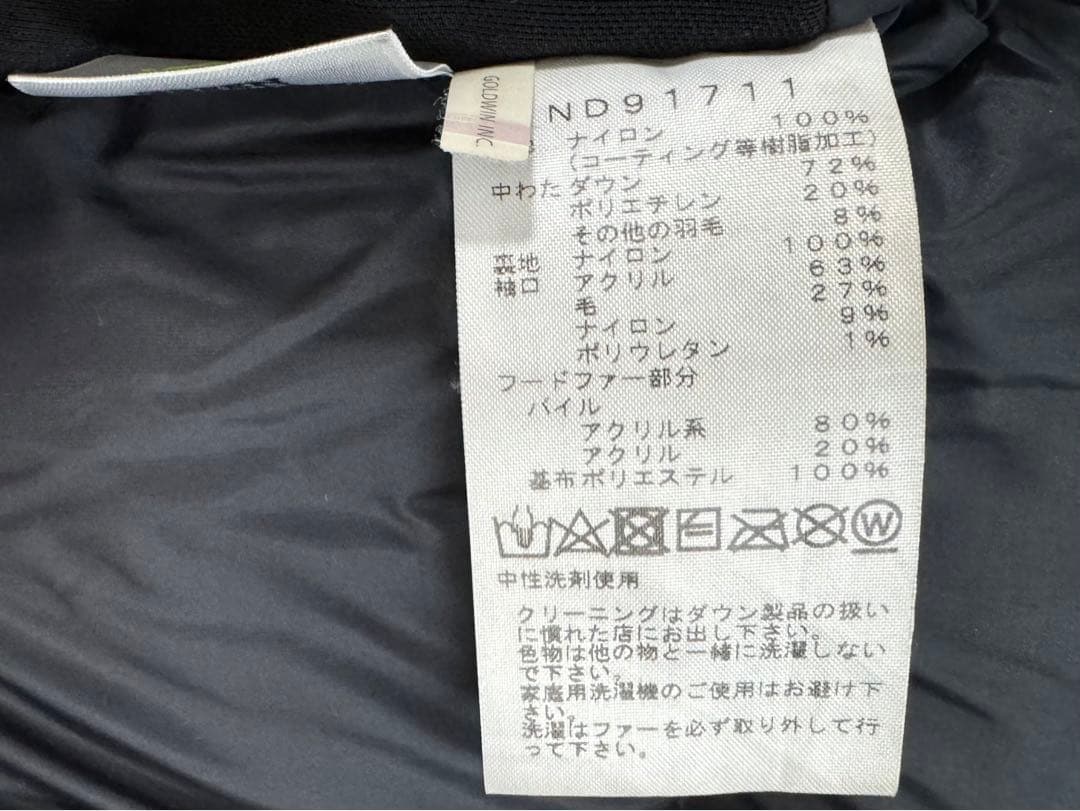 GOLDWIN INC
ND91711
ナイロン 100%
(コーティング等樹脂加工)
中わた ダウン 72%
ポリエチレン 20%
その他の羽毛 8%
裏地 ナイロン 100%
袖口 アクリル 63%
毛 27%
ナイロン 9%
ポリウレタン 1%
フードファー部分
パイル
アクリル系 80%
アクリル 20%
基布 ポリエステル 100%
W
中性洗剤使用
クリーニングはダウン製品の扱い
に慣れた店にお出し下さい。
色物は他の物と一緒に洗濯しない
で下さい。
家庭用洗濯機のご使用はお避け下
さい。
洗濯はファーを必ず取り外して行
って下さい。